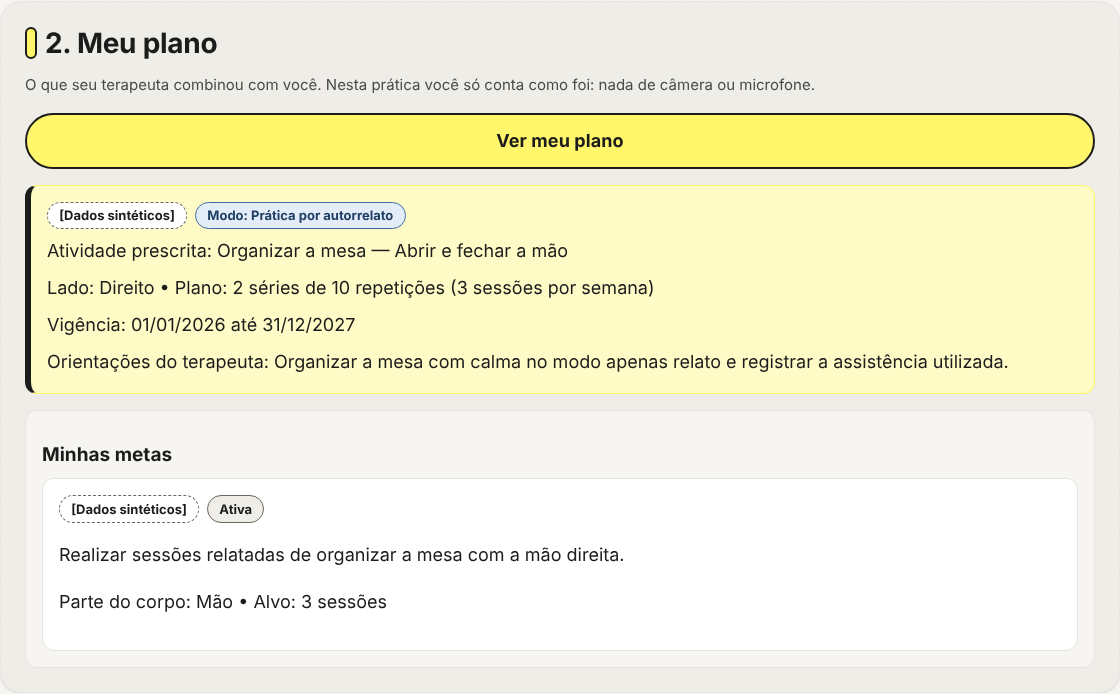 2. Meu plano
O que seu terapeuta combinou com você. Nesta prática você só conta como foi: nada de câmera ou microfone.
Ver meu plano
[Dados sintéticos] Modo: Prática por autorrelato
Atividade prescrita: Organizar a mesa — Abrir e fechar a mão
Lado: Direito • Plano: 2 séries de 10 repetições (3 sessões por semana)
Vigência: 01/01/2026 até 31/12/2027
Orientações do terapeuta: Organizar a mesa com calma no modo apenas relato e registrar a assistência utilizada.
Minhas metas
[Dados sintéticos] Ativa
Realizar sessões relatadas de organizar a mesa com a mão direita.
Parte do corpo: Mão • Alvo: 3 sessões